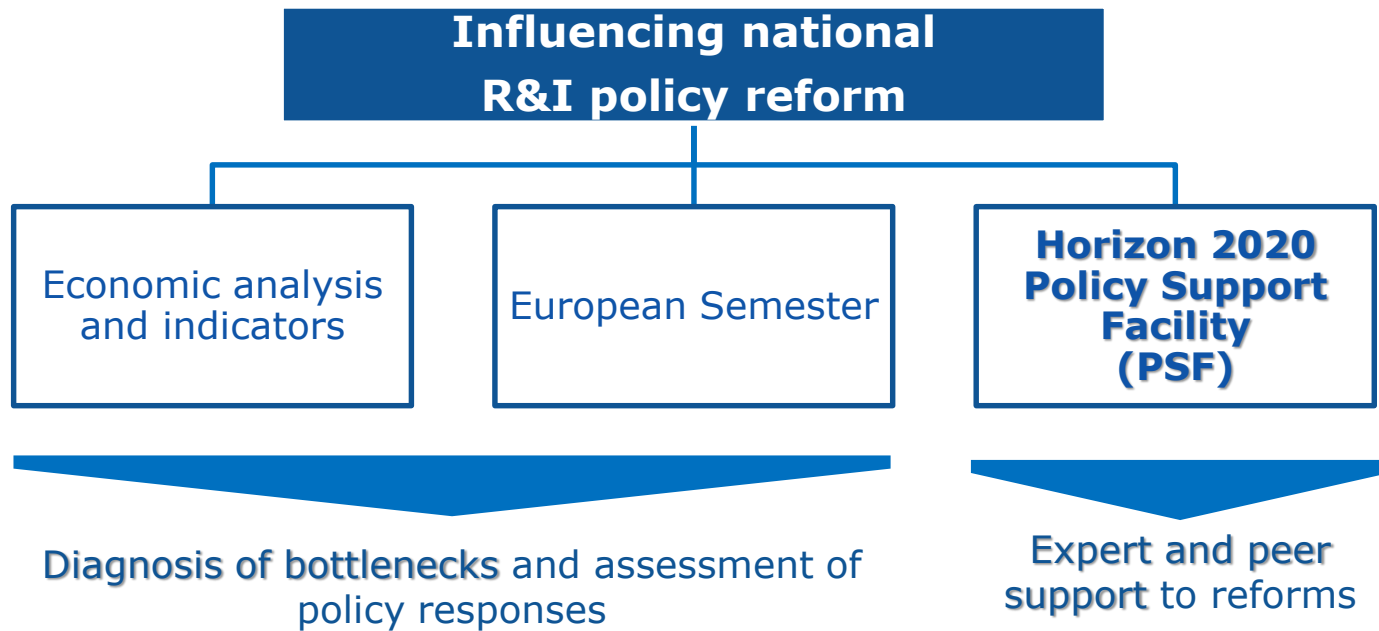 Influencing national
R&I policy reform
Economic analysis
and indicators
European Semester
Horizon 2020
Policy Support
Facility
(PSF)
Diagnosis of bottlenecks and assessment of
policy responses
Expert and peer
support to reforms